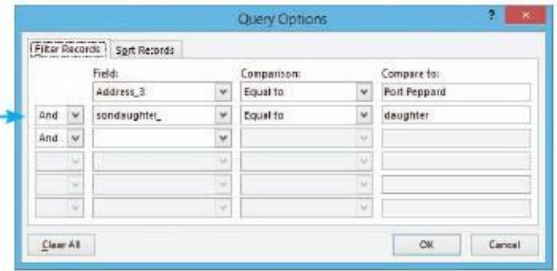 Query Options
? ×
Filter Records Sort Records
Field: Comparison: Compare to:
Address_3 Equal to Port Peppard
And sondaughter_ Equal to daughter
And
Clear All OK Cancel